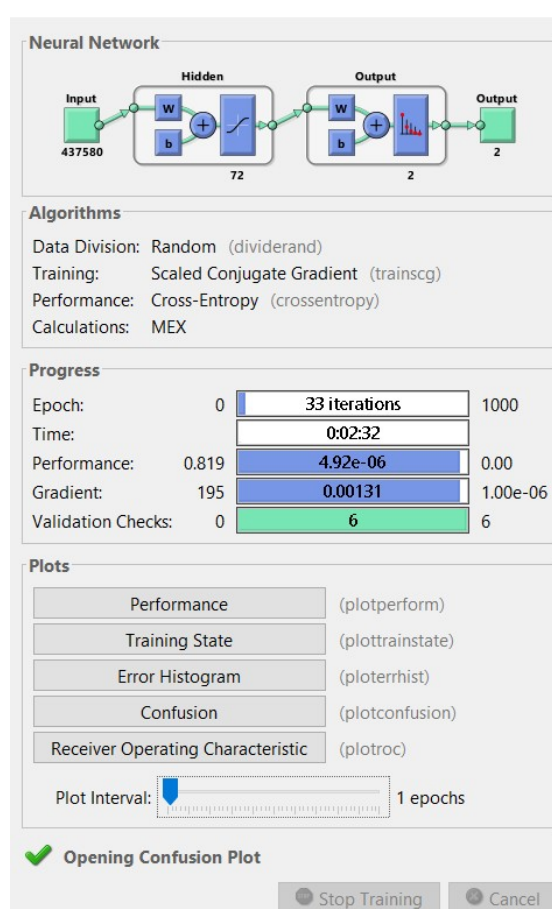 Neural Network
Hidden
Output
Input
Output
W
W
+
+
b
b
437580
72
2
2
Algorithms
Data Division: Random (dividerand)
Training: Scaled Conjugate Gradient (trainscg)
Performance: Cross-Entropy (crossentropy)
Calculations: MEX
Progress
Epoch: 0 33 iterations 1000
Time: 0:02:32
Performance: 0.819 4.92e-06 0.00
Gradient: 195 0.00131 1.00e-06
Validation Checks: 0 6 6
Plots
Performance (plotperform)
Training State (plottrainstate)
Error Histogram (ploterrhist)
Confusion (plotconfusion)
Receiver Operating Characteristic (plotroc)
Plot Interval: 1 epochs
Opening Confusion Plot
Stop Training Cancel